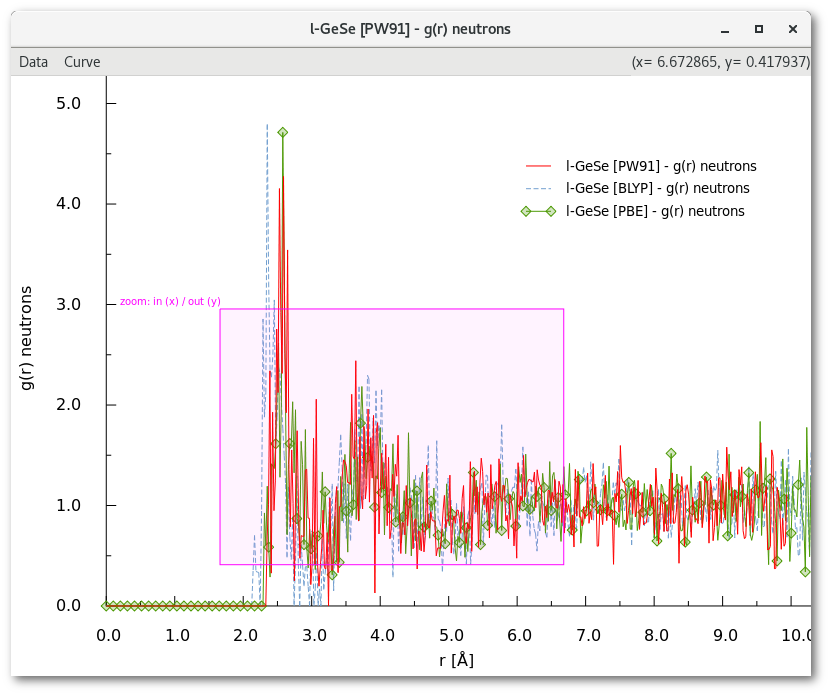 l-GeSe [PW91] - g(r) neutrons
Data Curve (x= 6.672865, y= 0.417937)
5.0
l-GeSe [PW91] - g(r) neutrons
l-GeSe [BLYP] - g(r) neutrons
4.0
l-GeSe [PBE] - g(r) neutrons
zoom: in (x) / out (y)
3.0
g(r) neutrons
2.0
1.0
0.0
0.0 1.0 2.0 3.0 4.0 5.0 6.0 7.0 8.0 9.0 10.0
r [Å]